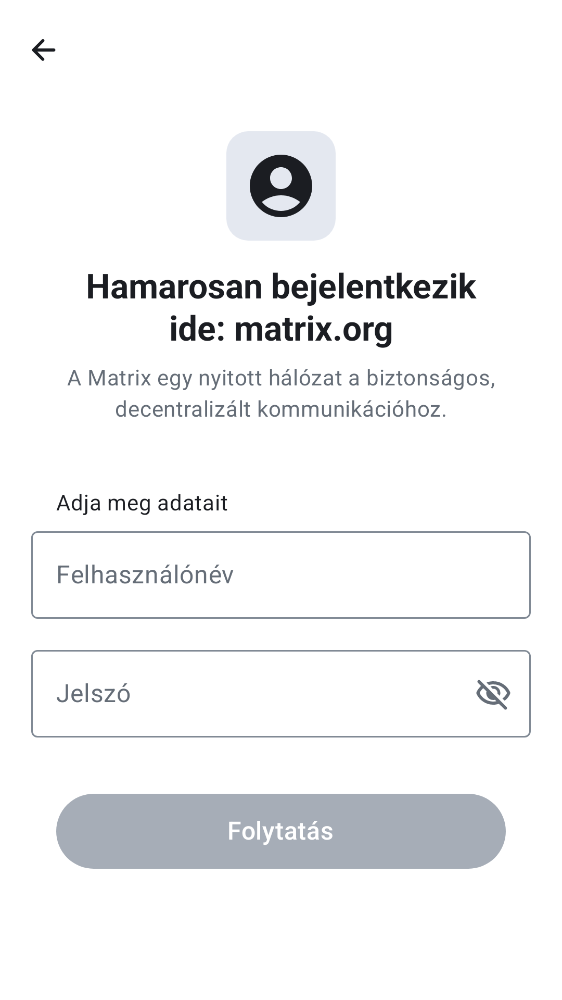 Hamarosan bejelentkezik
ide: matrix.org
A Matrix egy nyitott hálózat a biztonságos,
decentralizált kommunikációhoz.
Adja meg adatait
Felhasználónév
Jelszó
Folytatás